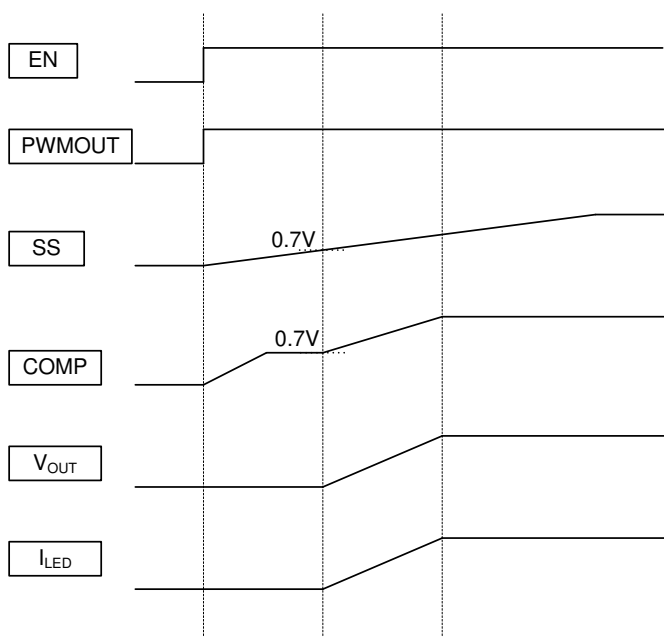 EN
PWMOUT
0.7V
SS
0.7V
COMP
VOUT
ILED